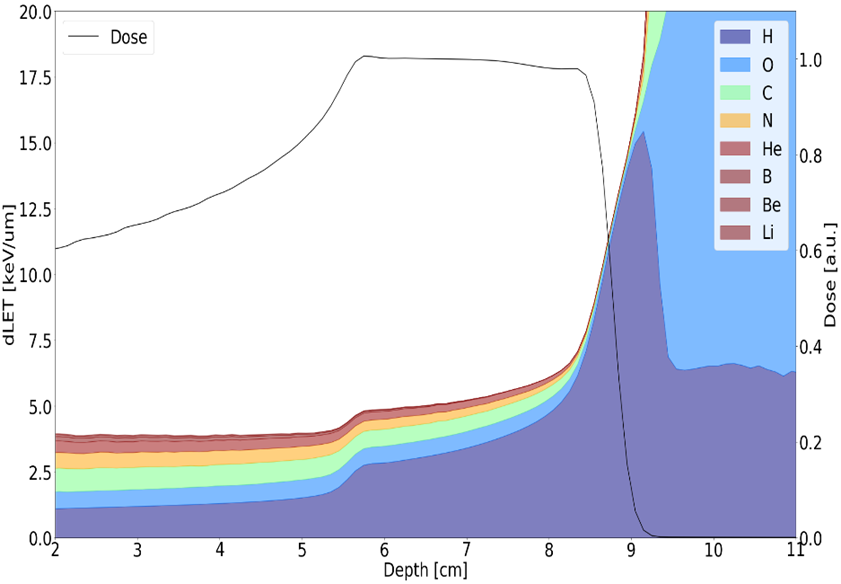 Dose
H
O
C
N
He
B
Be
Li
20.0
17.5
15.0
12.5
10.0
7.5
5.0
2.5
0.0
dLET [keV/um]
1.0
0.8
0.6
0.4
0.2
0.0
Dose [a.u.]
2 3 4 5 6 7 8 9 10 11
Depth [cm]